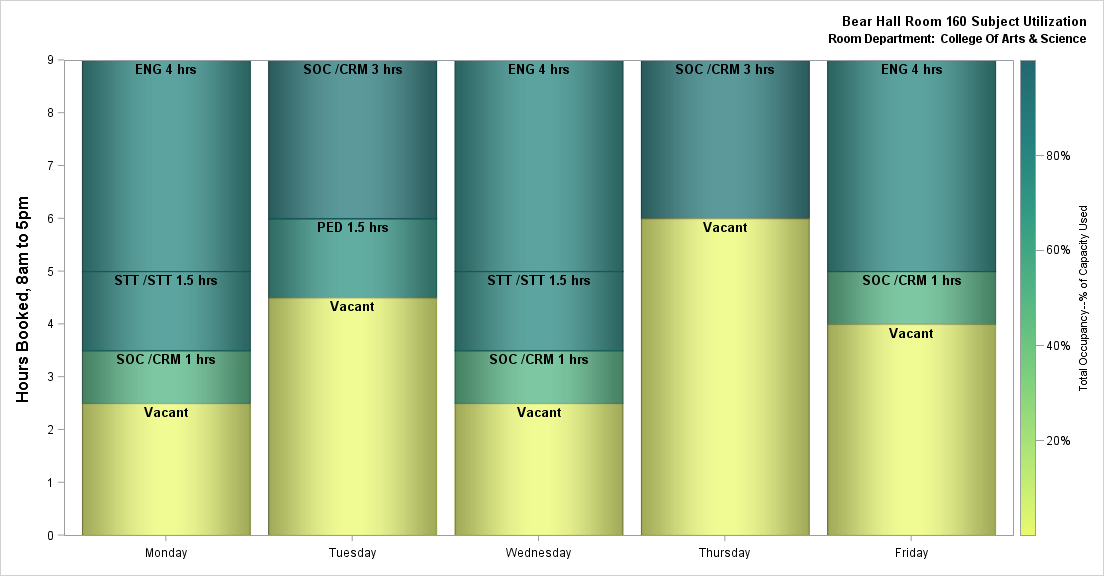 Bear Hall Room 160 Subject Utilization
Room Department:  College Of Arts & Science
Hours Booked, 8am to 5pm
9
8
7
6
5
4
3
2
1
0
ENG 4 hrs
STT /STT 1.5 hrs
SOC /CRM 1 hrs
Vacant
SOC /CRM 3 hrs
PED 1.5 hrs
Vacant
ENG 4 hrs
STT /STT 1.5 hrs
SOC /CRM 1 hrs
Vacant
SOC /CRM 3 hrs
Vacant
ENG 4 hrs
SOC /CRM 1 hrs
Vacant
Monday
Tuesday
Wednesday
Thursday
Friday
80%
60%
40%
20%
Total Occupancy--% of Capacity Used